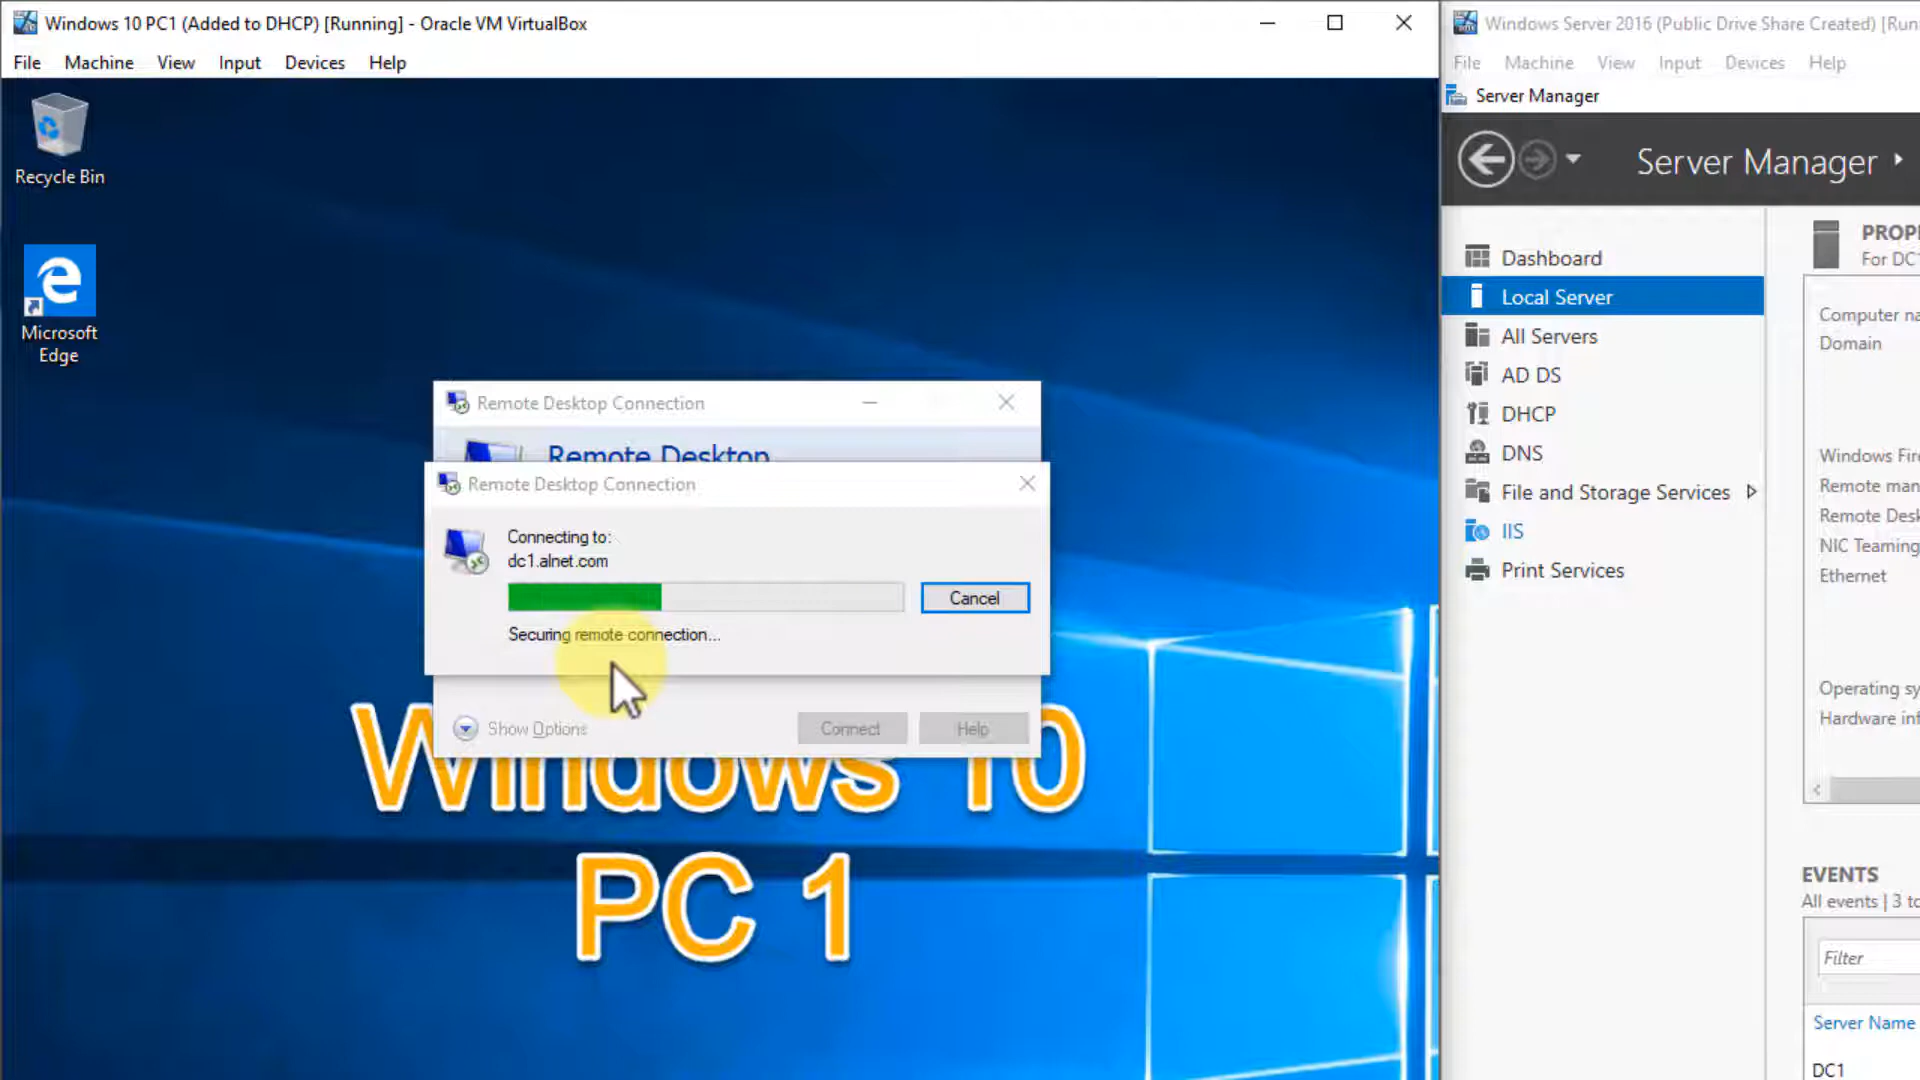 Windows 10 PC1 (Added to DHCP) [Running] - Oracle VM VirtualBox
File Machine View Input Devices Help
Recycle Bin
Microsoft
Edge
Remote Desktop Connection
Remote Desktop
Remote Desktop Connection
Connecting to:
dc1.alnet.com
Cancel
Securing remote connection...
Show Options
Connect
Help
Windows 10
PC 1
Windows Server 2016 (Public Drive Share Created) [Runn
File Machine View Input Devices Help
Server Manager
Server Manager
Dashboard
Local Server
All Servers
AD DS
DHCP
DNS
File and Storage Services
IIS
Print Services
PROPE
For DC1
Computer na
Domain
Windows Fire
Remote man
Remote Desk
NIC Teaming
Ethernet
Operating sy
Hardware inf
EVENTS
All events | 3 to
Filter
Server Name
DC1